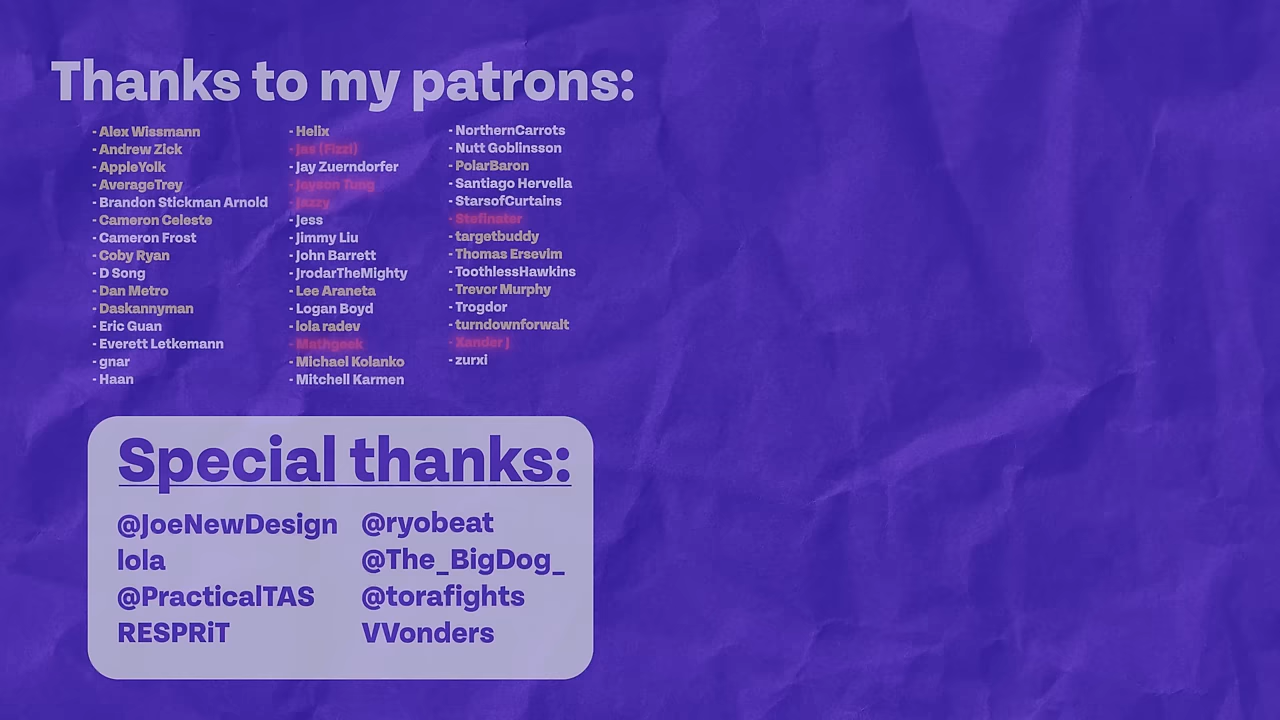 Thanks to my patrons:
- Alex Wissmann
- Andrew Zick
- AppleYolk
- AverageTrey
- Brandon Stickman Arnold
- Cameron Celeste
- Cameron Frost
- Coby Ryan
- D Song
- Dan Metro
- Daskannyman
- Eric Guan
- Everett Letkemann
- gnar
- Haan
- Helix
- Jas (Fizzi)
- Jay Zuerndorfer
- Jayson Tung
- Jazzy
- Jess
- Jimmy Liu
- John Barrett
- JrodarTheMighty
- Lee Araneta
- Logan Boyd
- lola radev
- Mathgeek
- Michael Kolanko
- Mitchell Karmen
- NorthernCarrots
- Nutt Goblinsson
- PolarBaron
- Santiago Hervella
- StarsofCurtains
- Stefinater
- targetbuddy
- Thomas Ersevim
- ToothlessHawkins
- Trevor Murphy
- Trogdor
- turndownforwalt
- Xander J
- zurxi
Special thanks:
@JoeNewDesign
lola
@PracticalTAS
RESPRiT
@ryobeat
@The_BigDog_
@torafights
VVonders